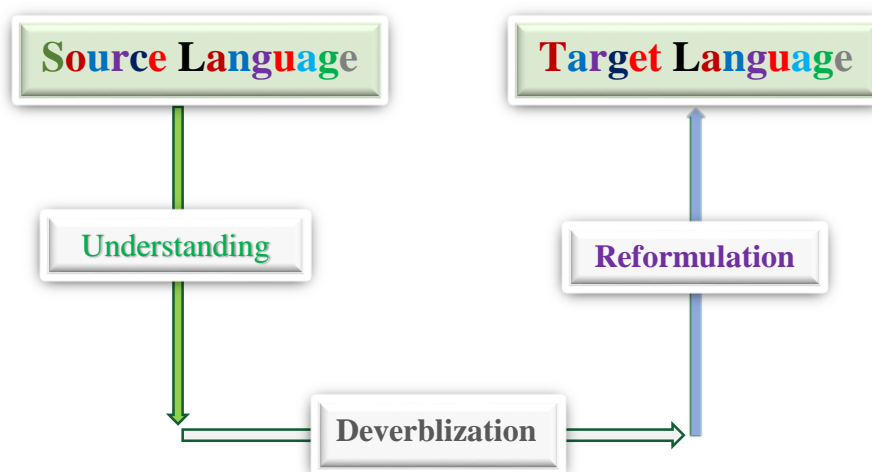 Source Language
Target Language
Understanding
Reformulation
Deverblization